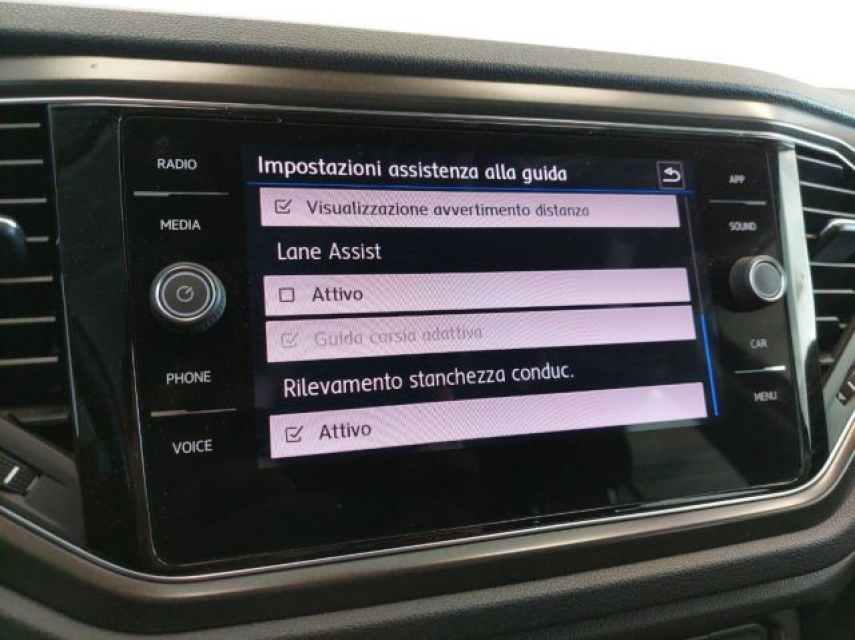 RADIO
MEDIA
PHONE
VOICE
Impostazioni assistenza alla guida
Visualizzazione avvertimento distanza
Lane Assist
Attivo
Guida corsia adattiva
Rilevamento stanchezza conduc.
Attivo
APP
SOUND
CAR
MENU